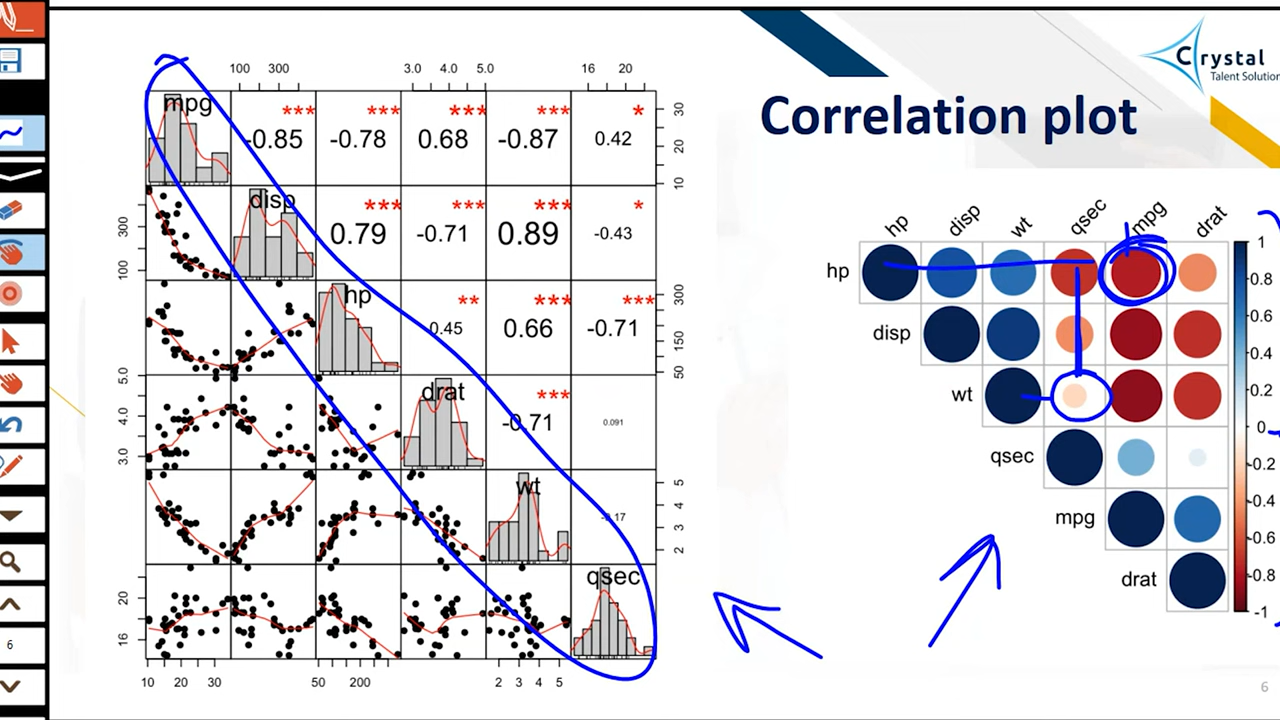 Crystal
Talent Solution
Correlation plot
100 300 3.0 4.0 5.0 16 20
mpg *** *** *** *** *
-0.85 -0.78 0.68 -0.87 0.42
10 20 30
disp *** *** *** *
0.79 -0.71 0.89 -0.43
100 300
hp ** *** ***
0.45 0.66 -0.71
50 150 300
drat ***
-0.71 0.091
3.0 4.0 5.0
wt
-0.17
2 3 4 5
qsec
16 20
10 20 30 50 200 2 3 4 5
hp disp wt qsec mpg drat
hp
disp
wt
qsec
mpg
drat
1
0.8
0.6
0.4
0.2
0
-0.2
-0.4
-0.6
-0.8
-1
6
6